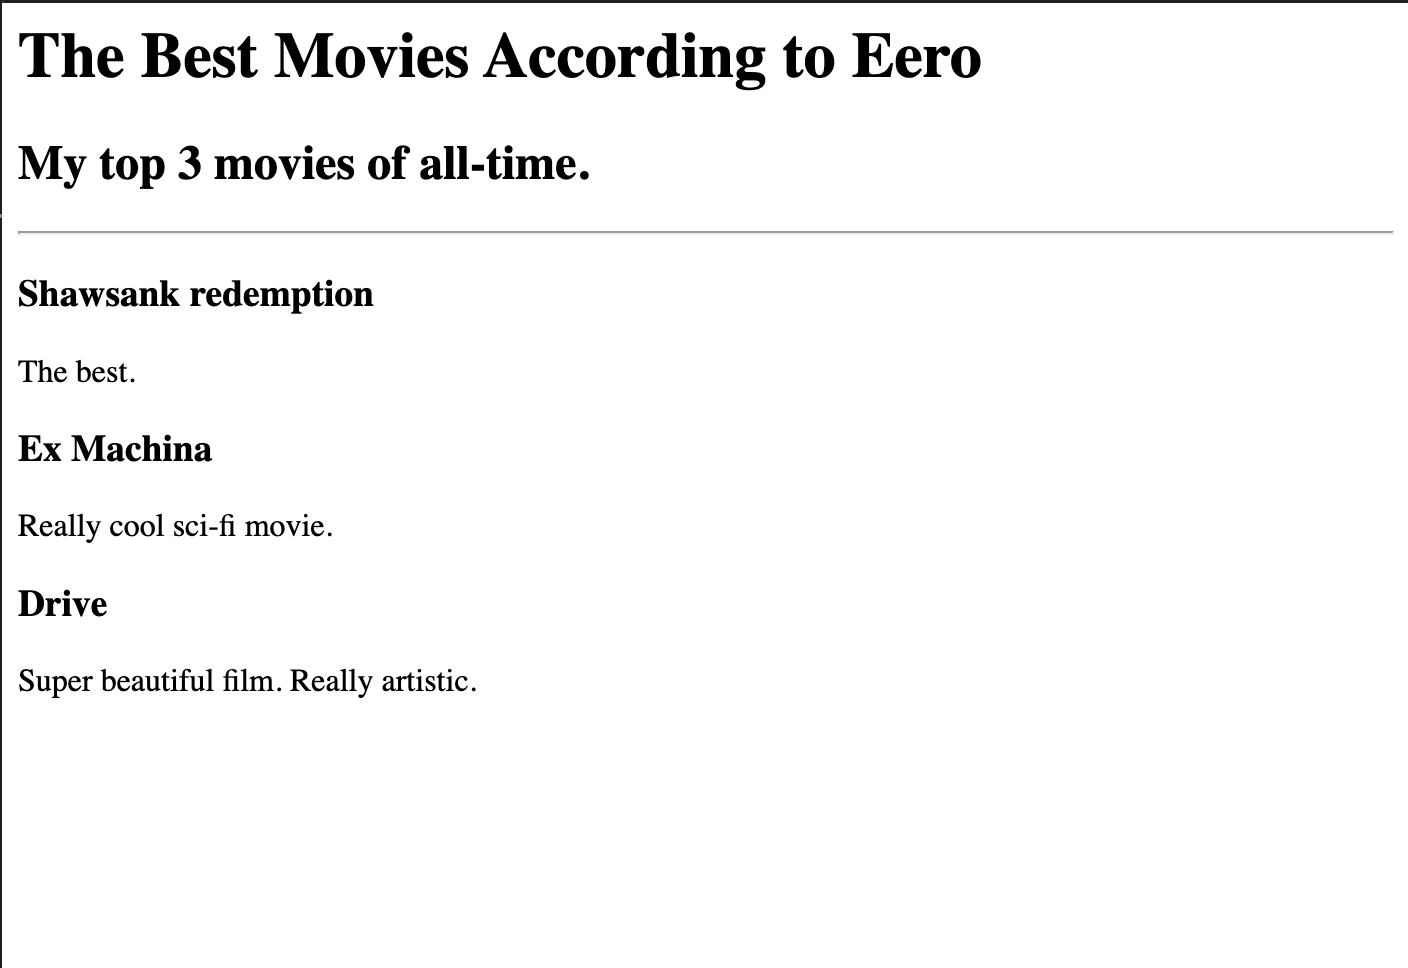 The Best Movies According to Eero
My top 3 movies of all-time.
Shawsank redemption
The best.
Ex Machina
Really cool sci-fi movie.
Drive
Super beautiful film. Really artistic.